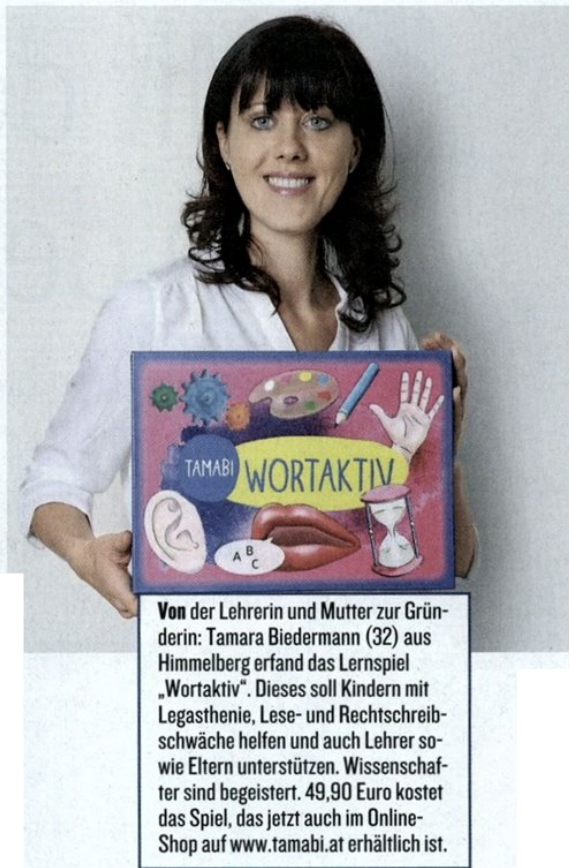 TAMABI WORTAKTIV
A B C
Von der Lehrerin und Mutter zur Grün-
derin: Tamara Biedermann (32) aus
Himmelberg erfand das Lernspiel
„Wortaktiv“. Dieses soll Kindern mit
Legasthenie, Lese- und Rechtschreib-
schwäche helfen und auch Lehrer so-
wie Eltern unterstützen. Wissenschaf-
ter sind begeistert. 49,90 Euro kostet
das Spiel, das jetzt auch im Online-
Shop auf www.tamabi.at erhältlich ist.